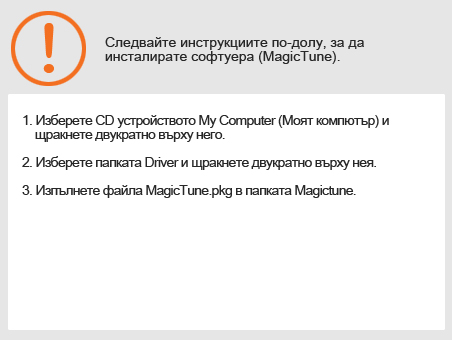 Следвайте инструкциите по-долу, за да
инсталирате софтуера (MagicTune).
1. Изберете CD устройството My Computer (Моят компютър) и
щракнете двукратно върху него.
2. Изберете папката Driver и щракнете двукратно върху нея.
3. Изпълнете файла MagicTune.pkg в папката Magictune.